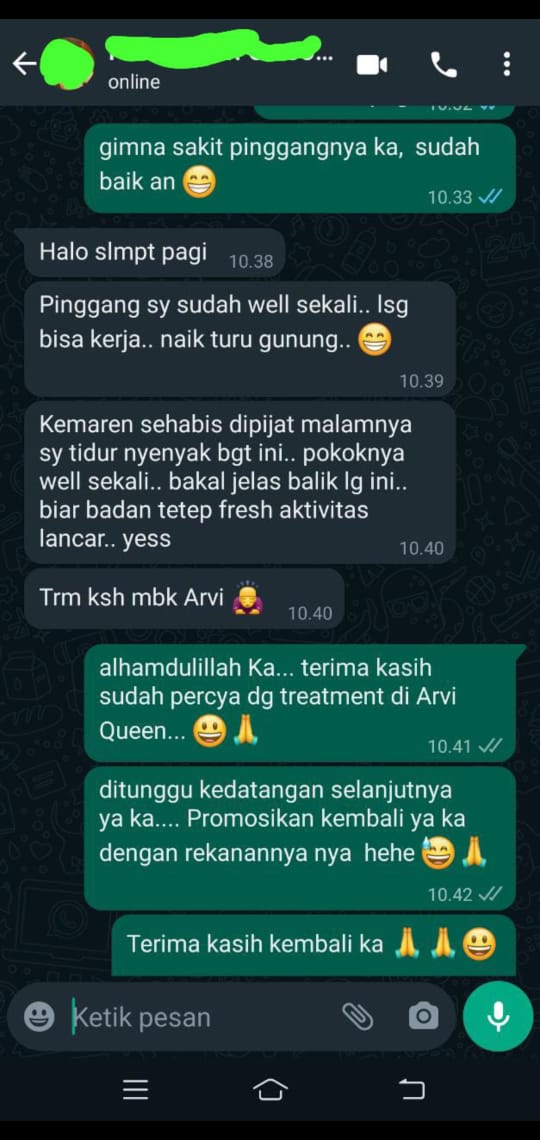 online
gimna sakit pinggangnya ka, sudah
baik an 😁
10.33
Halo slmpt pagi
10.38
Pinggang sy sudah well sekali.. lsg
bisa kerja.. naik turu gunung.. 😁
10.39
Kemaren sehabis dipijat malamnya
sy tidur nyenyak bgt ini.. pokoknya
well sekali.. bakal jelas balik lg ini..
biar badan tetep fresh aktivitas
lancar.. yess
10.40
Trm ksh mbk Arvi 🙇
10.40
alhamdulillah Ka... terima kasih
sudah percya dg treatment di Arvi
Queen... 😃🙏
10.41
ditunggu kedatangan selanjutnya
ya ka.... Promosikan kembali ya ka
dengan rekanannya nya hehe 😅🙏
10.42
Terima kasih kembali ka 🙏🙏😃
Ketik pesan